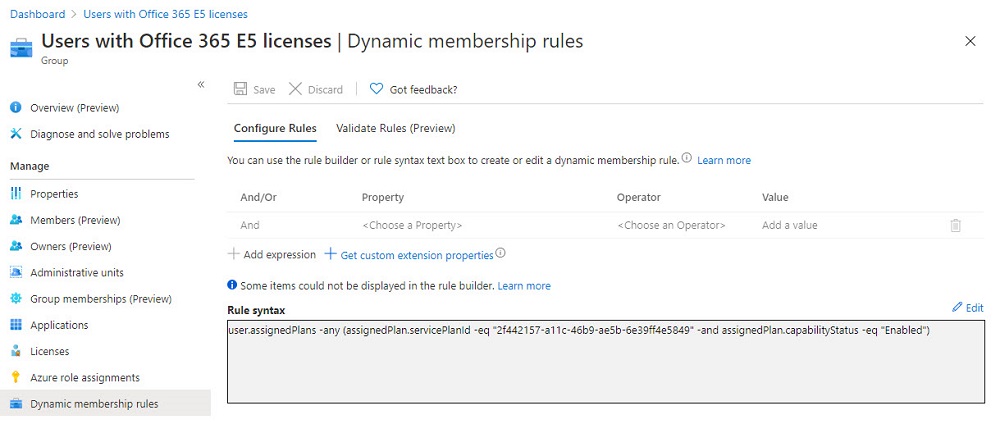 Dashboard > Users with Office 365 E5 licenses
Users with Office 365 E5 licenses | Dynamic membership rules
Group
Save Discard Got feedback?
Overview (Preview)
Diagnose and solve problems
Manage
Properties
Members (Preview)
Owners (Preview)
Administrative units
Group memberships (Preview)
Applications
Licenses
Azure role assignments
Dynamic membership rules
Configure Rules Validate Rules (Preview)
You can use the rule builder or rule syntax text box to create or edit a dynamic membership rule. Learn more
And/Or Property Operator Value
And <Choose a Property> <Choose an Operator> Add a value
+ Add expression + Get custom extension properties
Some items could not be displayed in the rule builder. Learn more
Rule syntax Edit
user.assignedPlans -any (assignedPlan.servicePlanId -eq "2f442157-a11c-46b9-ae5b-6e39ff4e5849" -and assignedPlan.capabilityStatus -eq "Enabled")